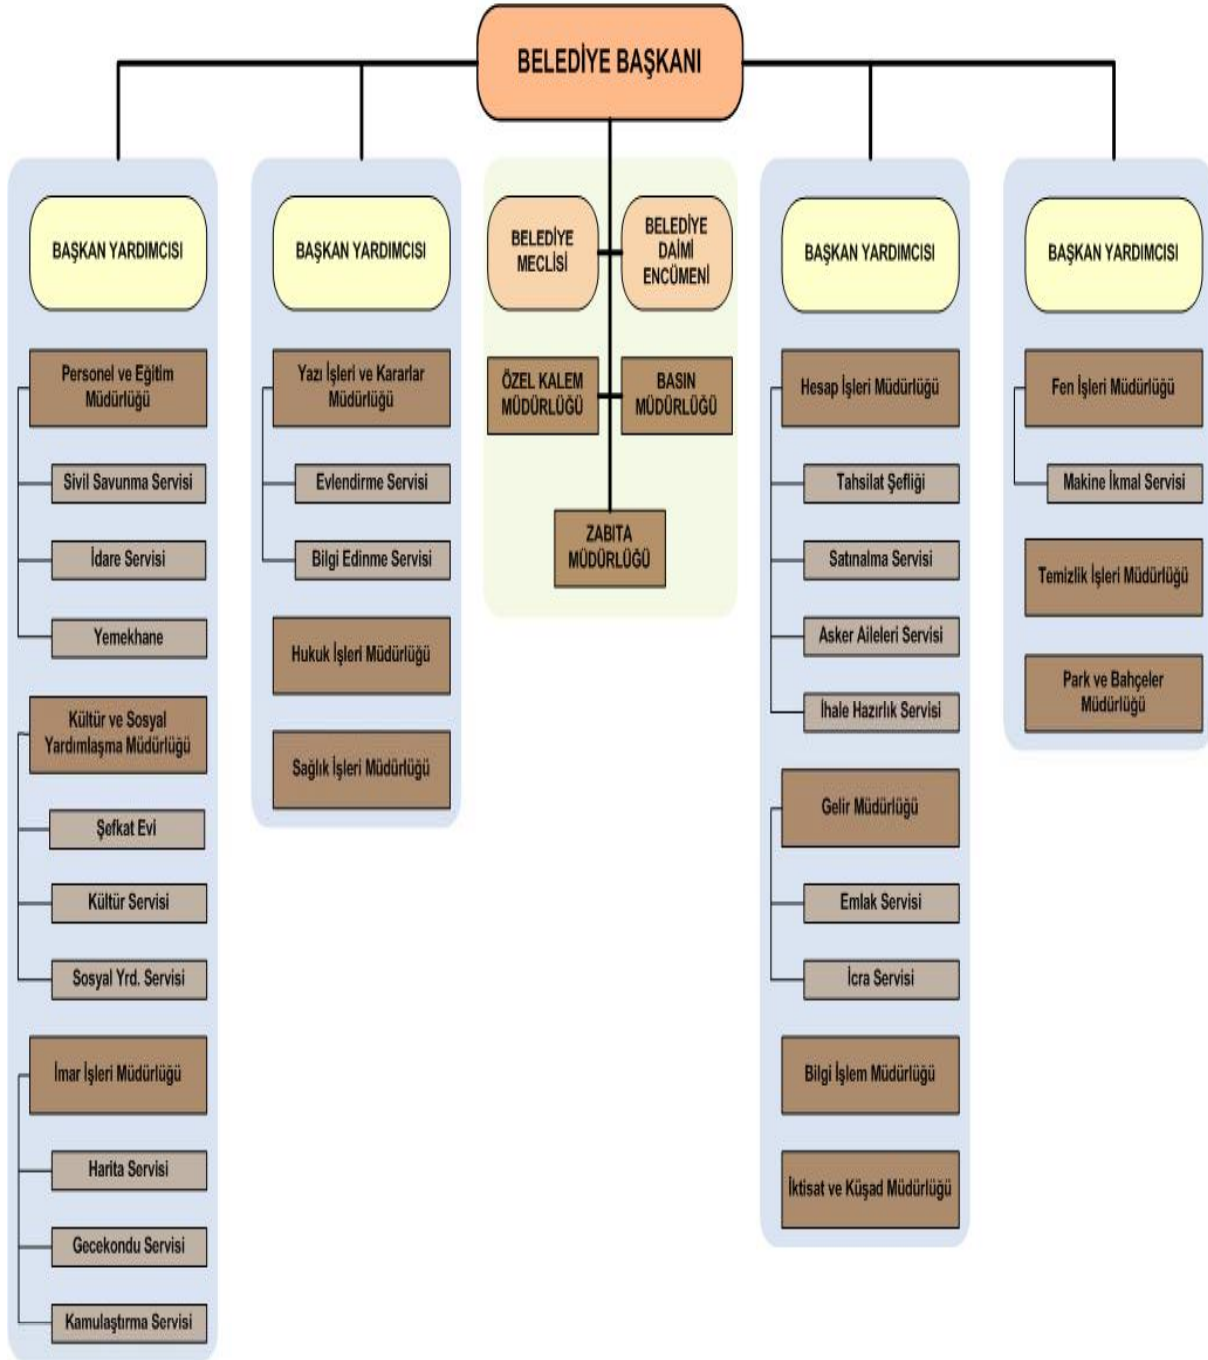 BELEDİYE BAŞKANI
BAŞKAN YARDIMCISI
Personel ve Eğitim
Müdürlüğü
Sivil Savunma Servisi
İdare Servisi
Yemekhane
Kültür ve Sosyal
Yardımlaşma Müdürlüğü
Şefkat Evi
Kültür Servisi
Sosyal Yrd. Servisi
İmar İşleri Müdürlüğü
Harita Servisi
Gecekondu Servisi
Kamulaştırma Servisi
BAŞKAN YARDIMCISI
Yazı İşleri ve Kararlar
Müdürlüğü
Evlendirme Servisi
Bilgi Edinme Servisi
Hukuk İşleri Müdürlüğü
Sağlık İşleri Müdürlüğü
BELEDİYE
MECLİSİ
BELEDİYE
DAİMİ
ENCÜMENİ
ÖZEL KALEM
MÜDÜRLÜĞÜ
BASIN
MÜDÜRLÜĞÜ
ZABITA
MÜDÜRLÜĞÜ
BAŞKAN YARDIMCISI
Hesap İşleri Müdürlüğü
Tahsilat Şefliği
Satınalma Servisi
Asker Aileleri Servisi
İhale Hazırlık Servisi
Gelir Müdürlüğü
Emlak Servisi
İcra Servisi
Bilgi İşlem Müdürlüğü
İktisat ve Küşad Müdürlüğü
BAŞKAN YARDIMCISI
Fen İşleri Müdürlüğü
Makine İkmal Servisi
Temizlik İşleri Müdürlüğü
Park ve Bahçeler
Müdürlüğü